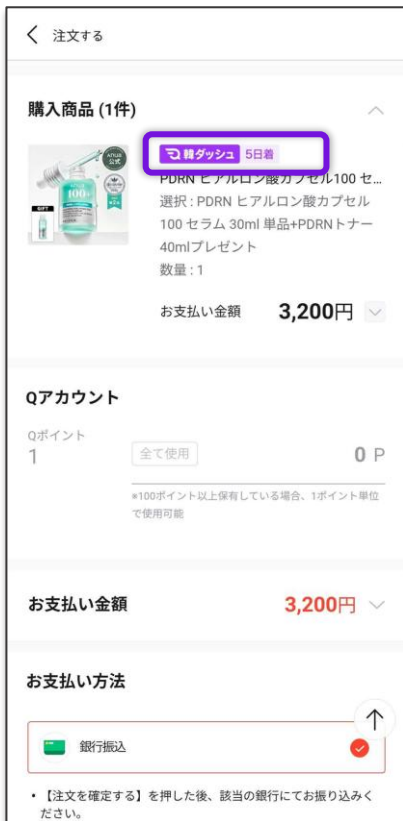 注文する
購入商品 (1件)
韓ダッシュ 5日着
PDRN ヒアルロン酸カプセル100 セ...
選択 : PDRN ヒアルロン酸カプセル
100 セラム 30ml 単品+PDRNトナー
40mlプレゼント
数量 : 1
お支払い金額 3,200円
公式
100+
GIFT
Qアカウント
Qポイント
1 全て使用 0 P
※100ポイント以上保有している場合、1ポイント単位
で使用可能
お支払い金額 3,200円
お支払い方法
銀行振込
• 【注文を確定する】を押した後、該当の銀行にてお振り込みく
ださい。